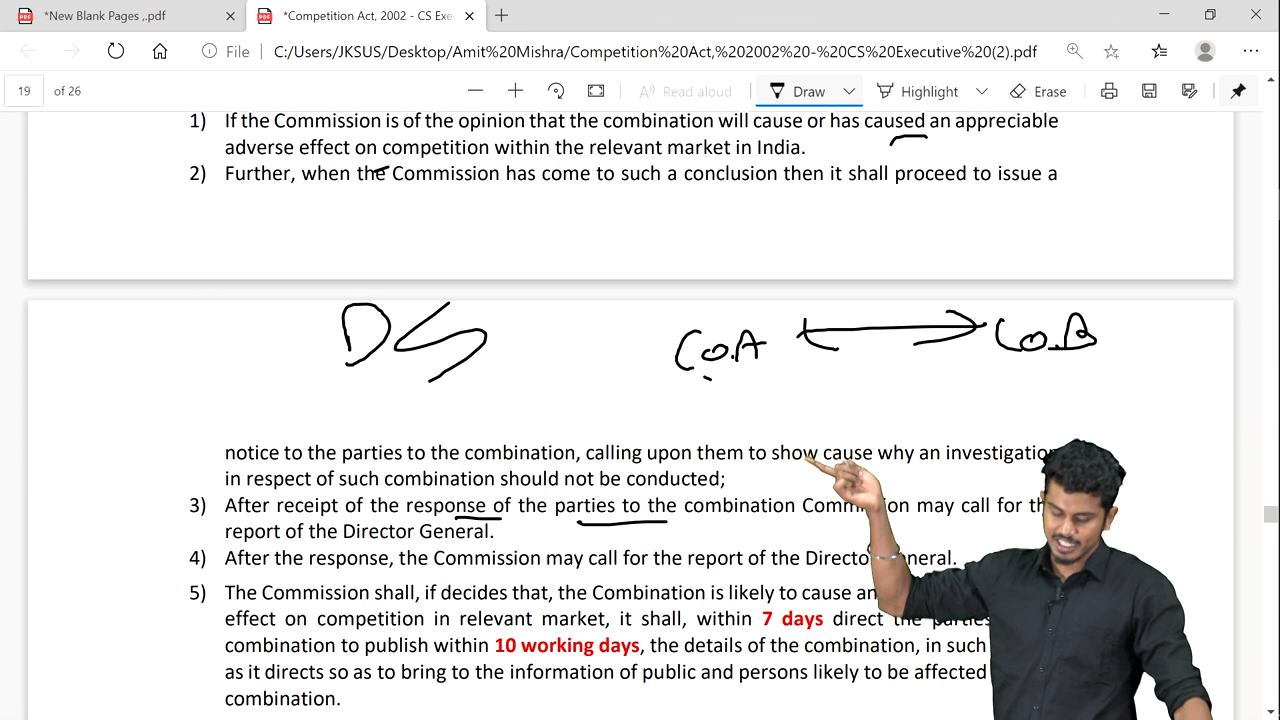 *New Blank Pages ,.pdf
*Competition Act, 2002 - CS Exe
File
C:/Users/JKSUS/Desktop/Amit%20Mishra/Competition%20Act,%202002%20-%20CS%20Executive%20(2).pdf
19 of 26
Read aloud
Draw
Highlight
Erase
1) If the Commission is of the opinion that the combination will cause or has caused an appreciable
adverse effect on competition within the relevant market in India.
2) Further, when the Commission has come to such a conclusion then it shall proceed to issue a
Co.A Co.B
notice to the parties to the combination, calling upon them to show cause why an investigation
in respect of such combination should not be conducted;
3) After receipt of the response of the parties to the combination Commission may call for the
report of the Director General.
4) After the response, the Commission may call for the report of the Director General.
5) The Commission shall, if decides that, the Combination is likely to cause an
effect on competition in relevant market, it shall, within 7 days direct the parties
combination to publish within 10 working days, the details of the combination, in such
as it directs so as to bring to the information of public and persons likely to be affected
combination.